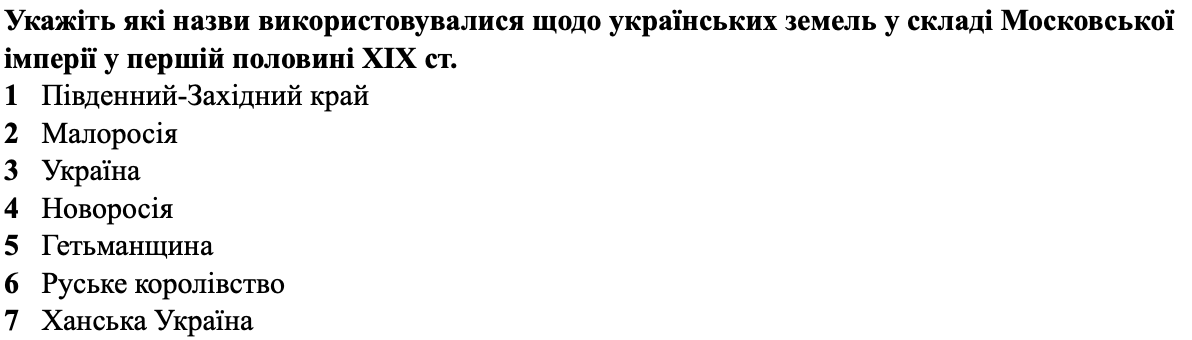 Укажіть які назви використовувалися щодо українських земель у складі Московської
імперії у першій половині XIX ст.
1 Південний-Західний край
2 Малоросія
3 Україна
4 Новоросія
5 Гетьманщина
6 Руське королівство
7 Ханська Україна